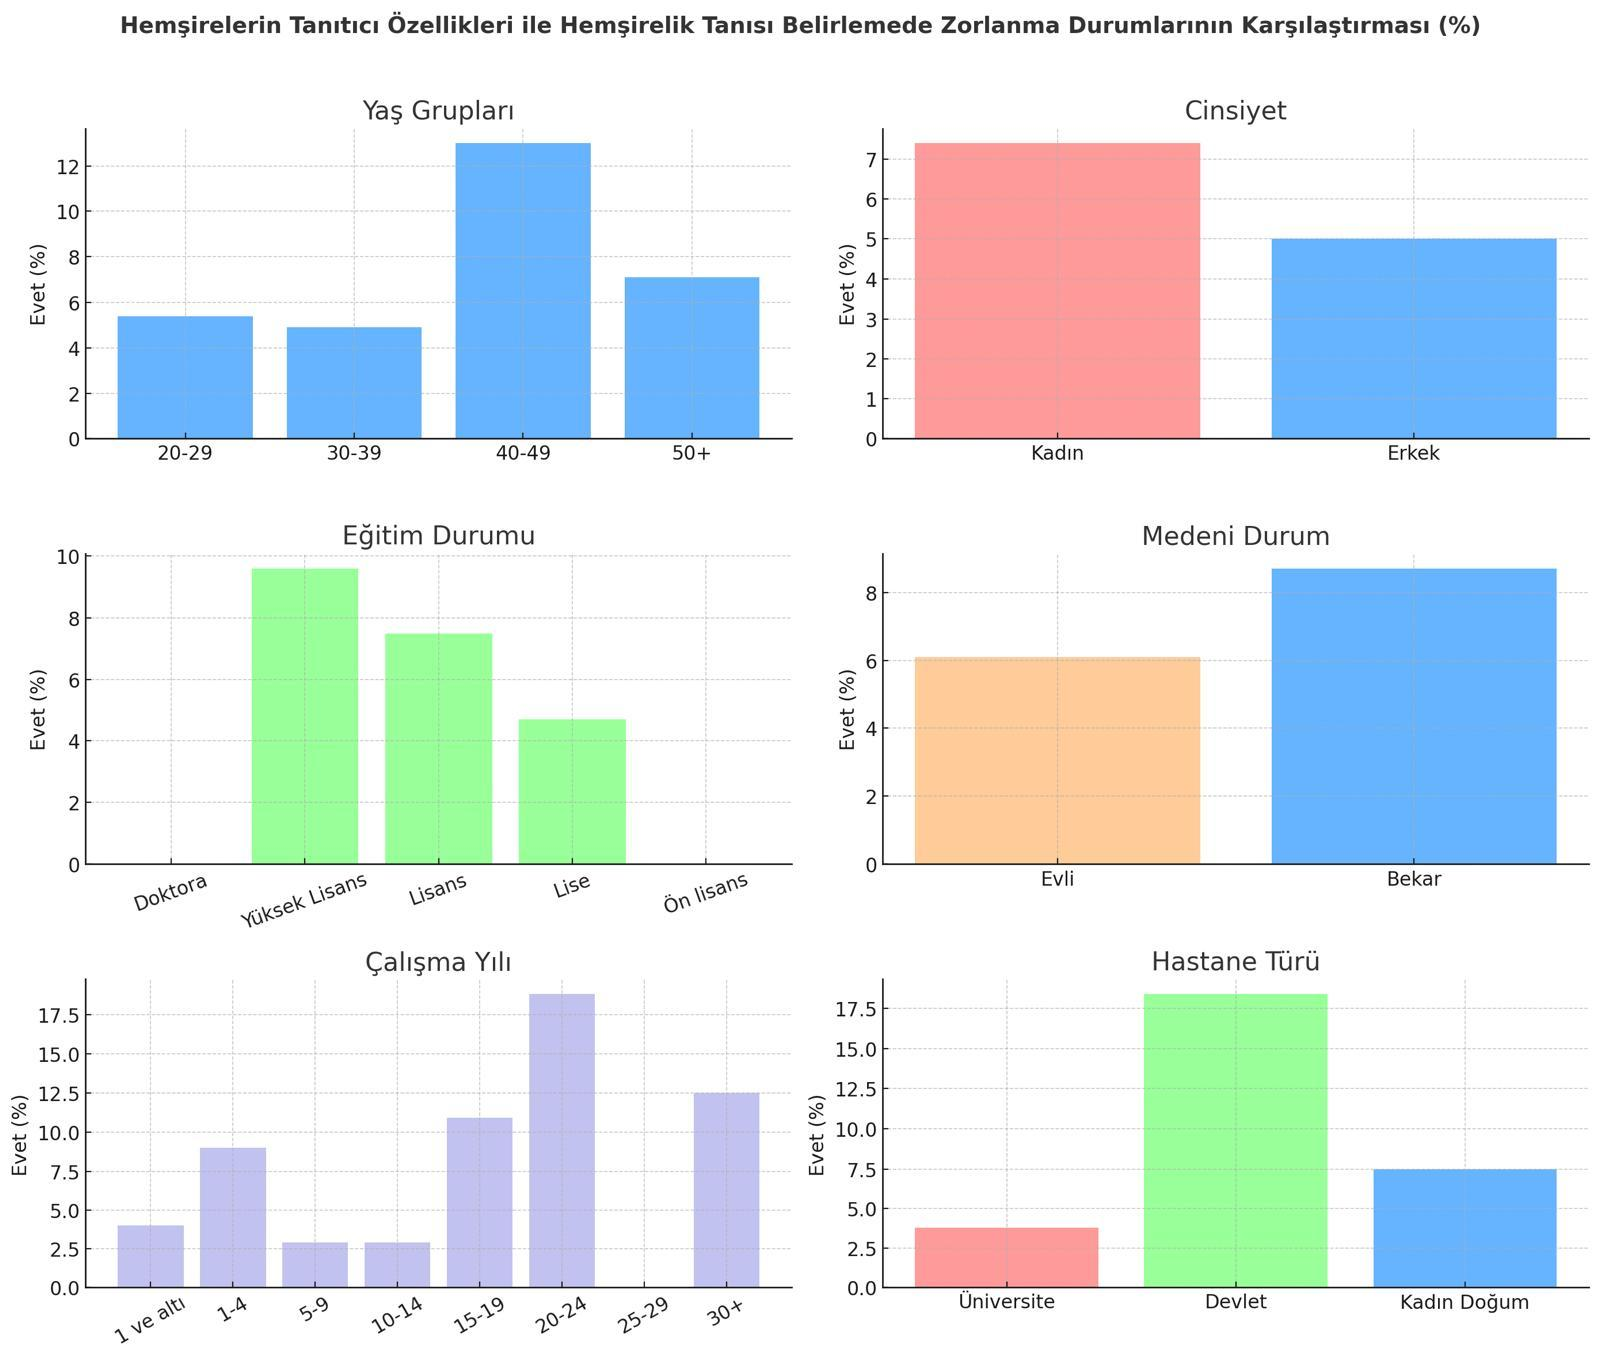 Hemşirelerin Tanıtıcı Özellikleri ile Hemşirelik Tanısı Belirlemede Zorlanma Durumlarının Karşılaştırması (%)
Yaş Grupları
Evet (%)
12
10
8
6
4
2
0
20-29 30-39 40-49 50+
Cinsiyet
Evet (%)
7
6
5
4
3
2
1
0
Kadın Erkek
Eğitim Durumu
Evet (%)
10
8
6
4
2
0
Doktora Yüksek Lisans Lisans Lise Ön lisans
Medeni Durum
Evet (%)
8
6
4
2
0
Evli Bekar
Çalışma Yılı
Evet (%)
17.5
15.0
12.5
10.0
7.5
5.0
2.5
0.0
1 ve altı 1-4 5-9 10-14 15-19 20-24 25-29 30+
Hastane Türü
Evet (%)
17.5
15.0
12.5
10.0
7.5
5.0
2.5
0.0
Üniversite Devlet Kadın Doğum